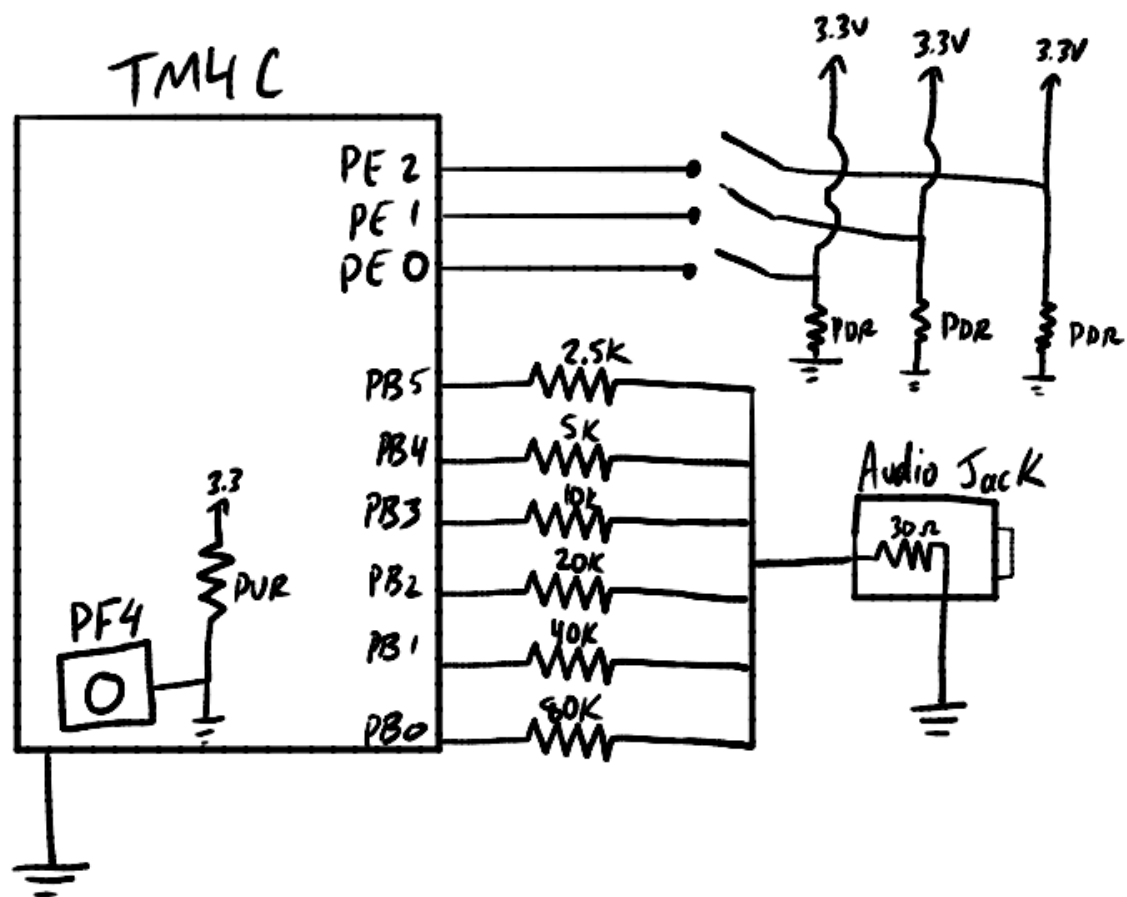 3.3V
3.3V
3.3V
TM4C
PE 2
PE 1
PE 0
PDR
PDR
PDR
2.5K
PB5
5K
PB4
10K
PB3
20K
PB2
40K
PB1
80K
PB0
Audio Jack
30Ω
3.3
PUR
PF4